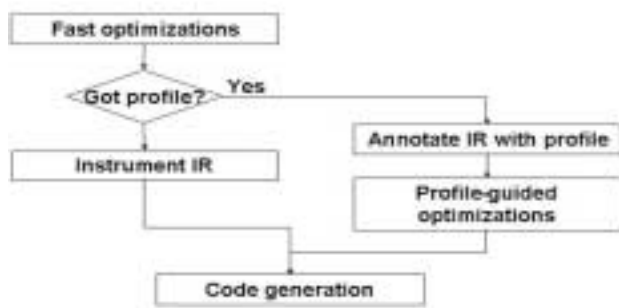 Fast optimizations
Got profile?
Yes
Instrument IR
Annotate IR with profile
Profile-guided
optimizations
Code generation